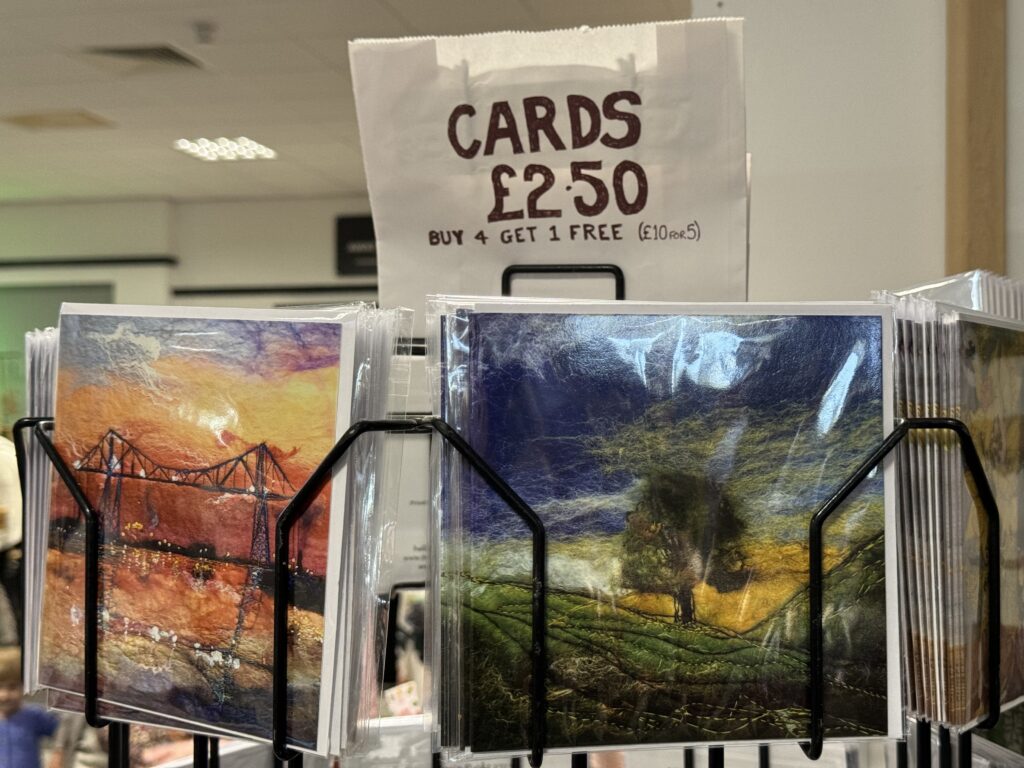 CARDS
£2.50
BUY 4 GET 1 FREE (£10 FOR 5)